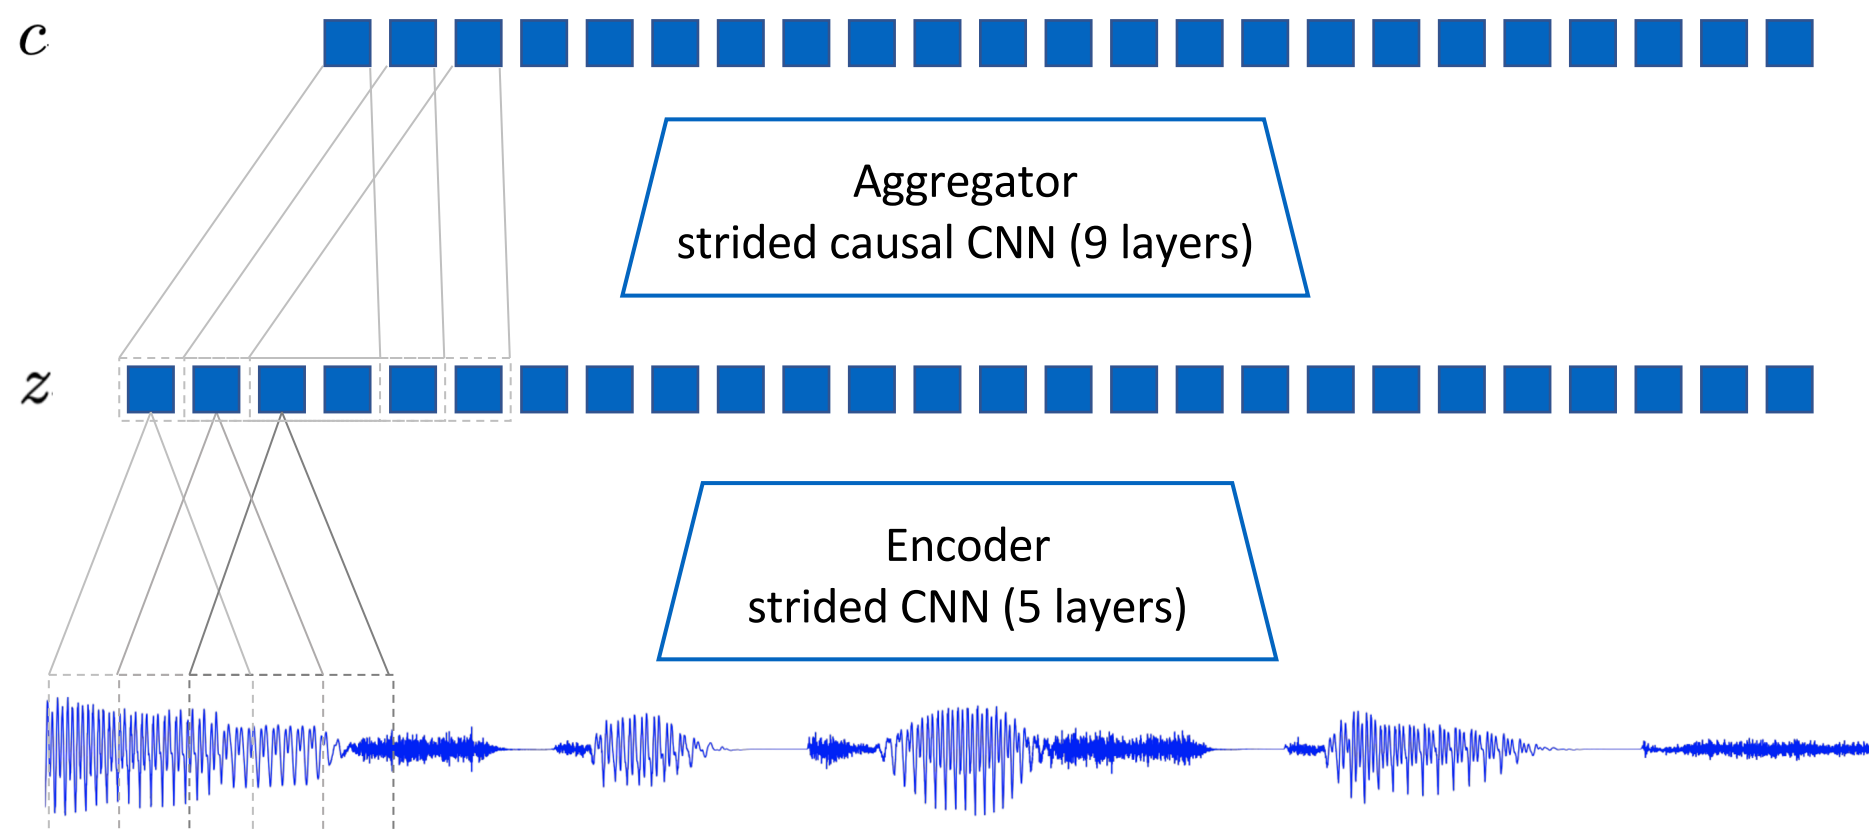 c
Aggregator
strided causal CNN (9 layers)
z
Encoder
strided CNN (5 layers)